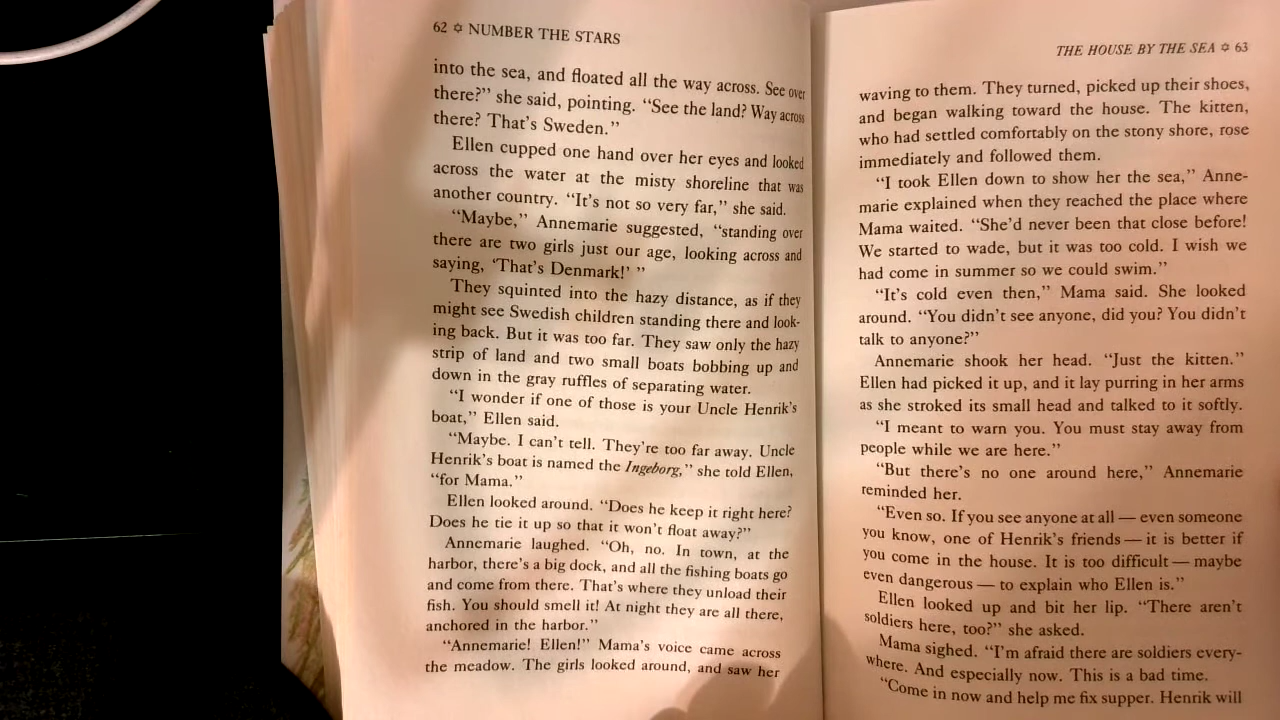 62 ✡ NUMBER THE STARS
into the sea, and floated all the way across. See over
there?” she said, pointing. “See the land? Way across
there? That's Sweden.”
Ellen cupped one hand over her eyes and looked
across the water at the misty shoreline that was
another country. “It's not so very far,” she said.
“Maybe,” Annemarie suggested, “standing over
there are two girls just our age, looking across and
saying, ‘That's Denmark!’ ”
They squinted into the hazy distance, as if they
might see Swedish children standing there and look-
ing back. But it was too far. They saw only the hazy
strip of land and two small boats bobbing up and
down in the gray ruffles of separating water.
“I wonder if one of those is your Uncle Henrik's
boat,” Ellen said.
“Maybe. I can't tell. They're too far away. Uncle
Henrik's boat is named the Ingeborg,” she told Ellen,
“for Mama.”
Ellen looked around. “Does he keep it right here?
Does he tie it up so that it won't float away?”
Annemarie laughed. “Oh, no. In town, at the
harbor, there's a big dock, and all the fishing boats go
and come from there. That's where they unload their
fish. You should smell it! At night they are all there,
anchored in the harbor.”
“Annemarie! Ellen!” Mama's voice came across
the meadow. The girls looked around, and saw her
THE HOUSE BY THE SEA ✡ 63
waving to them. They turned, picked up their shoes,
and began walking toward the house. The kitten,
who had settled comfortably on the stony shore, rose
immediately and followed them.
“I took Ellen down to show her the sea,” Anne-
marie explained when they reached the place where
Mama waited. “She'd never been that close before!
We started to wade, but it was too cold. I wish we
had come in summer so we could swim.”
“It's cold even then,” Mama said. She looked
around. “You didn't see anyone, did you? You didn't
talk to anyone?”
Annemarie shook her head. “Just the kitten.”
Ellen had picked it up, and it lay purring in her arms
as she stroked its small head and talked to it softly.
“I meant to warn you. You must stay away from
people while we are here.”
“But there's no one around here,” Annemarie
reminded her.
“Even so. If you see anyone at all — even someone
you know, one of Henrik's friends — it is better if
you come in the house. It is too difficult — maybe
even dangerous — to explain who Ellen is.”
Ellen looked up and bit her lip. “There aren't
soldiers here, too?” she asked.
Mama sighed. “I'm afraid there are soldiers every-
where. And especially now. This is a bad time.
“Come in now and help me fix supper. Henrik will